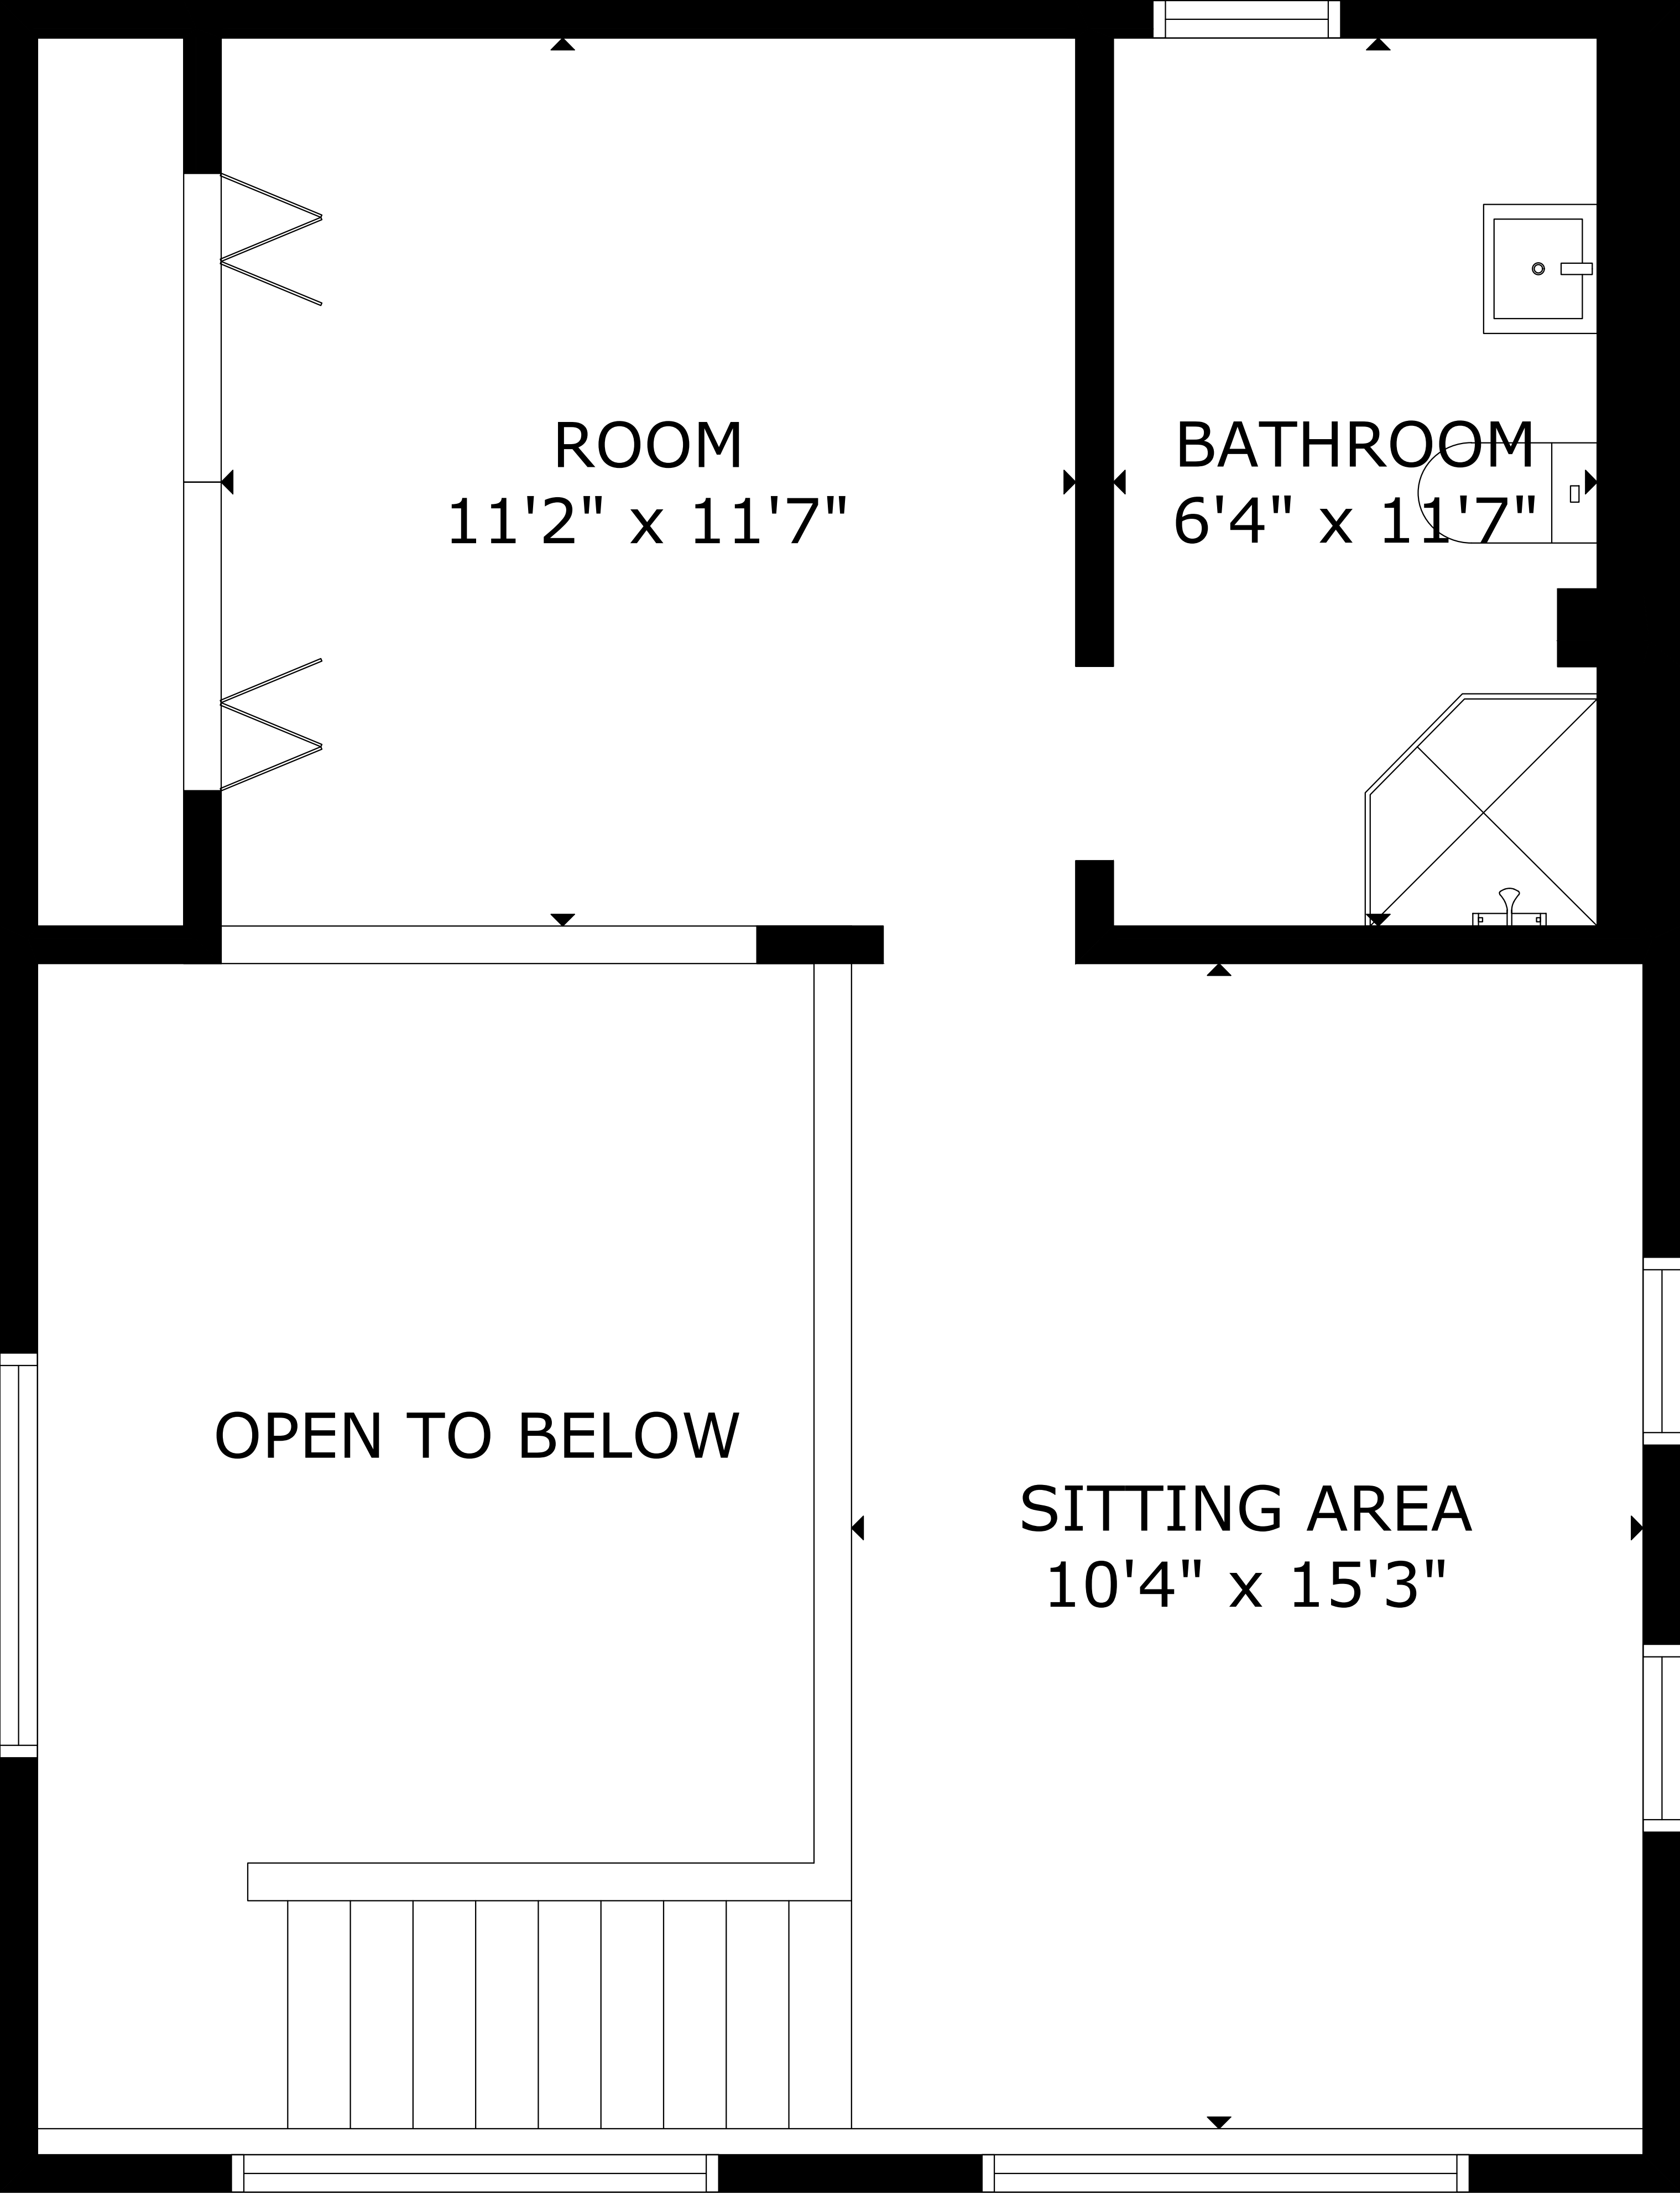 ROOM
11'2" x 11'7"
BATHROOM
6'4" x 11'7"
OPEN TO BELOW
SITTING AREA
10'4" x 15'3"